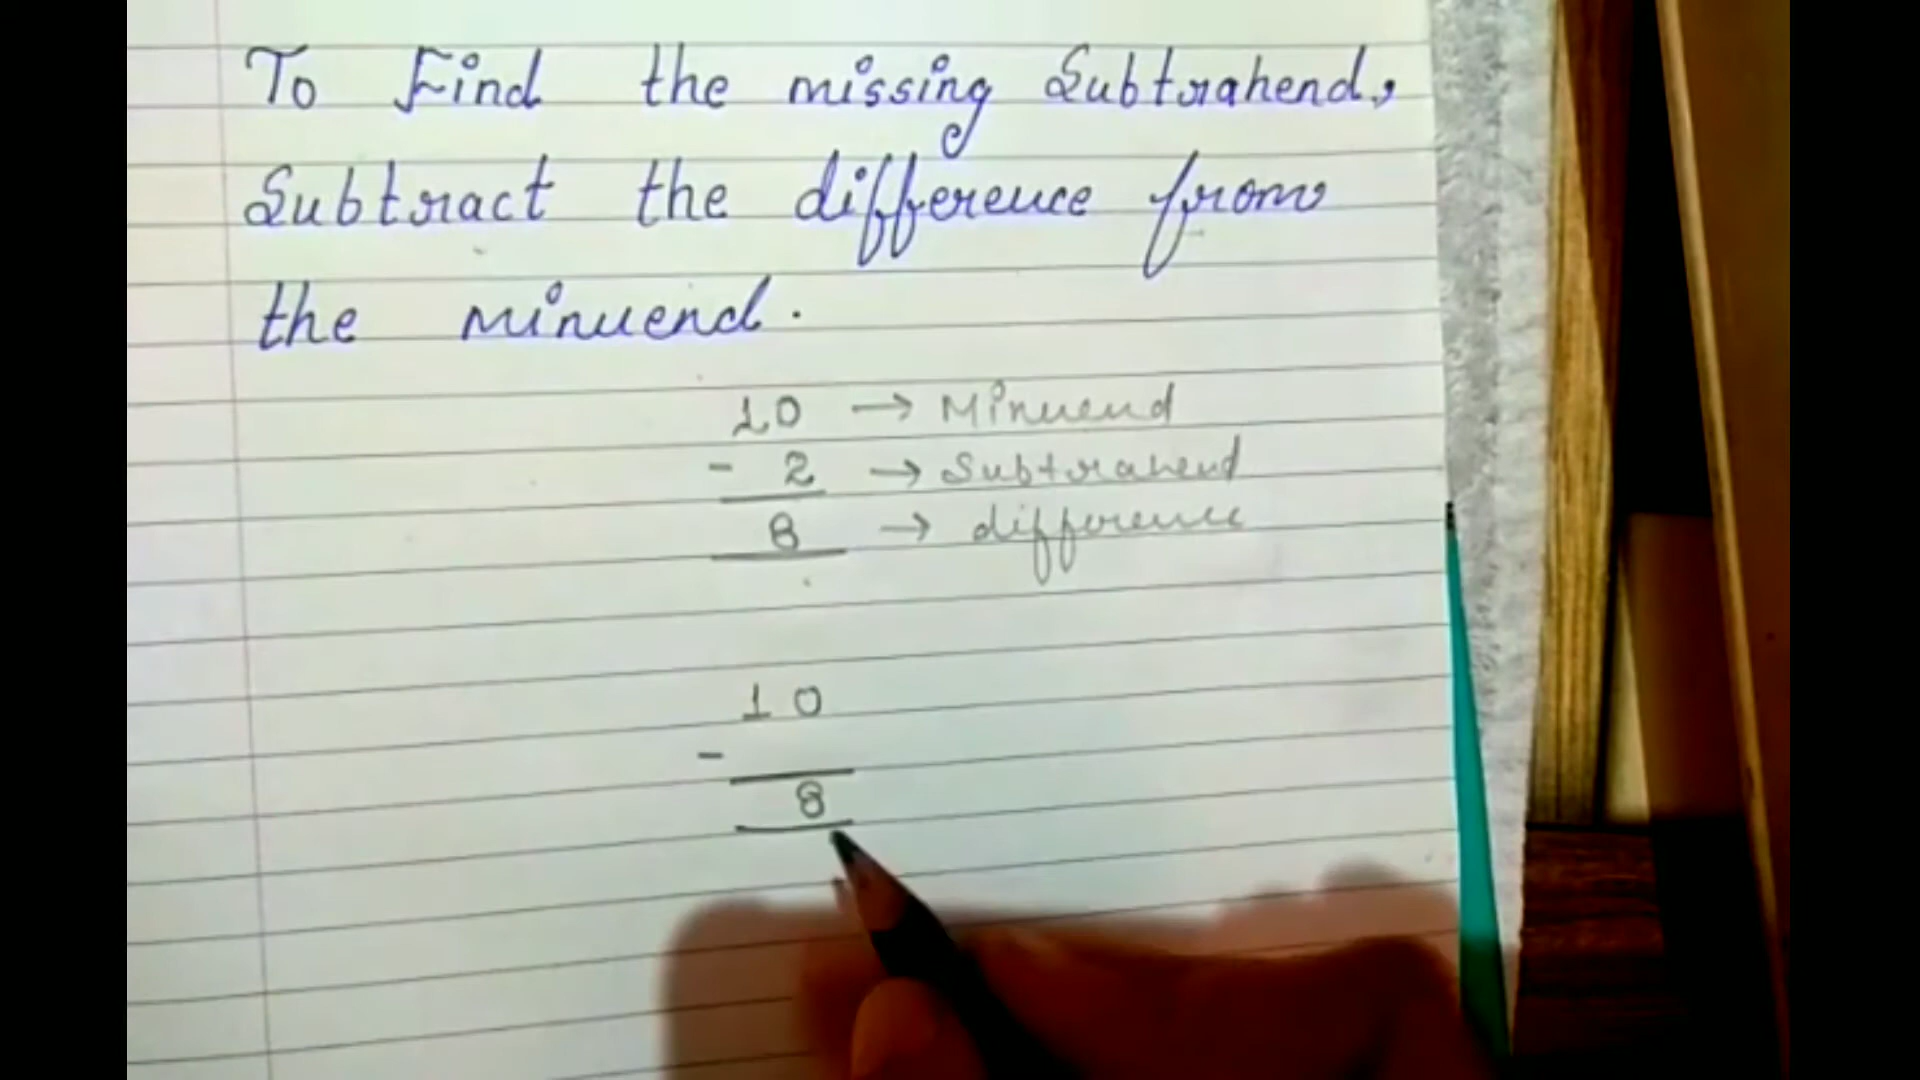 To Find the missing Subtrahend,
Subtract the difference from
the minuend.
10 → Minuend
- 2 → Subtrahend
8 → difference
10
-
8